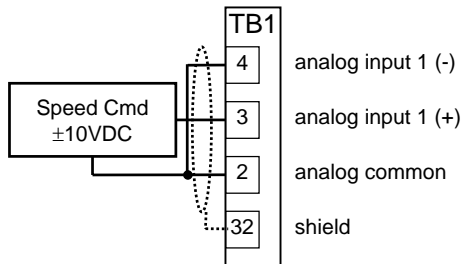 TB1
4 analog input 1 (-)
Speed Cmd
±10VDC
3 analog input 1 (+)
2 analog common
32 shield